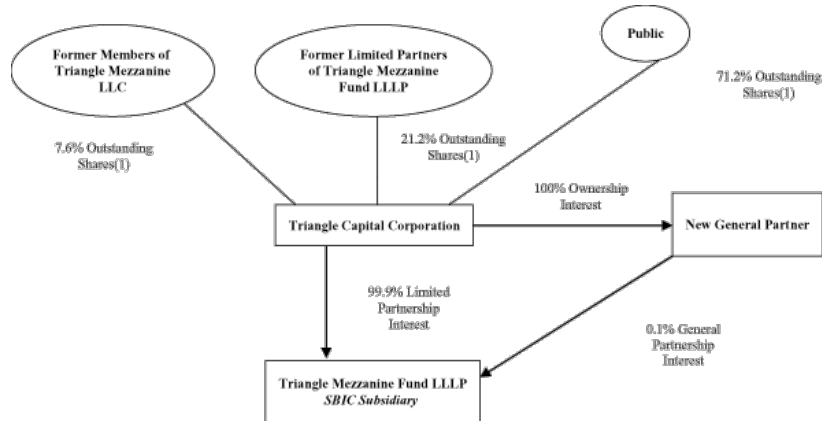 Former Members of
Triangle Mezzanine
LLC
Former Limited Partners
of Triangle Mezzanine
Fund LLLP
Public
7.6% Outstanding
Shares(1)
21.2% Outstanding
Shares(1)
71.2% Outstanding
Shares(1)
Triangle Capital Corporation
100% Ownership
Interest
New General Partner
99.9% Limited
Partnership
Interest
0.1% General
Partnership
Interest
Triangle Mezzanine Fund LLLP
SBIC Subsidiary